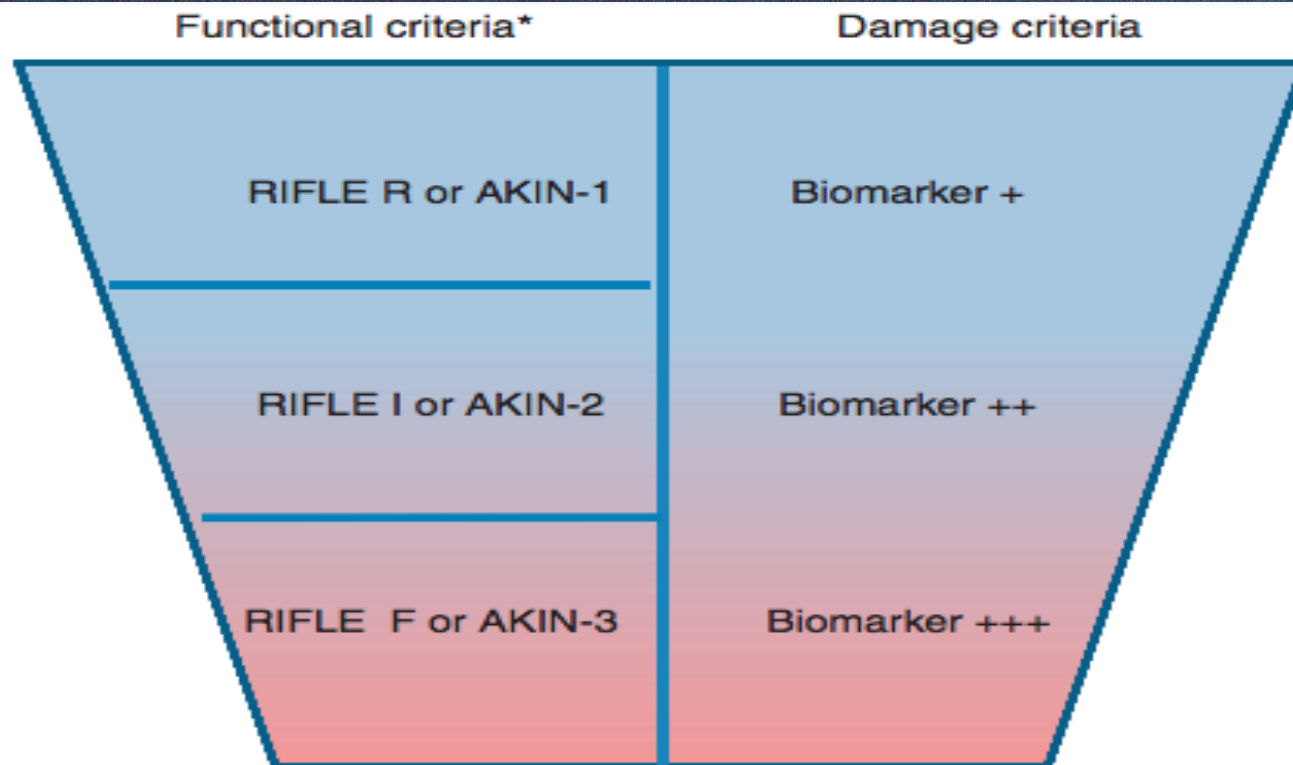 Functional criteria* Damage criteria
RIFLE R or AKIN-1 Biomarker +
RIFLE I or AKIN-2 Biomarker ++
RIFLE F or AKIN-3 Biomarker +++